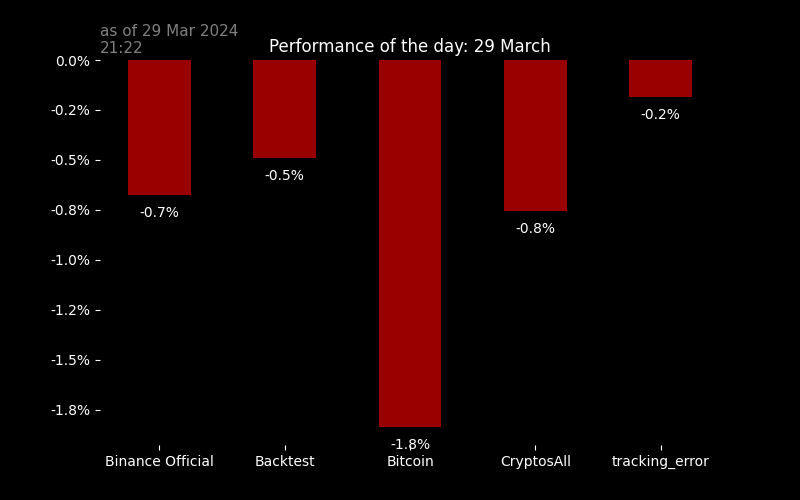 as of 29 Mar 2024
21:22
Performance of the day: 29 March
0.0%
-0.2%
-0.5%
-0.8%
-1.0%
-1.2%
-1.5%
-1.8%
-0.7%
-0.5%
-1.8%
-0.8%
-0.2%
Binance Official
Backtest
Bitcoin
CryptosAll
tracking_error